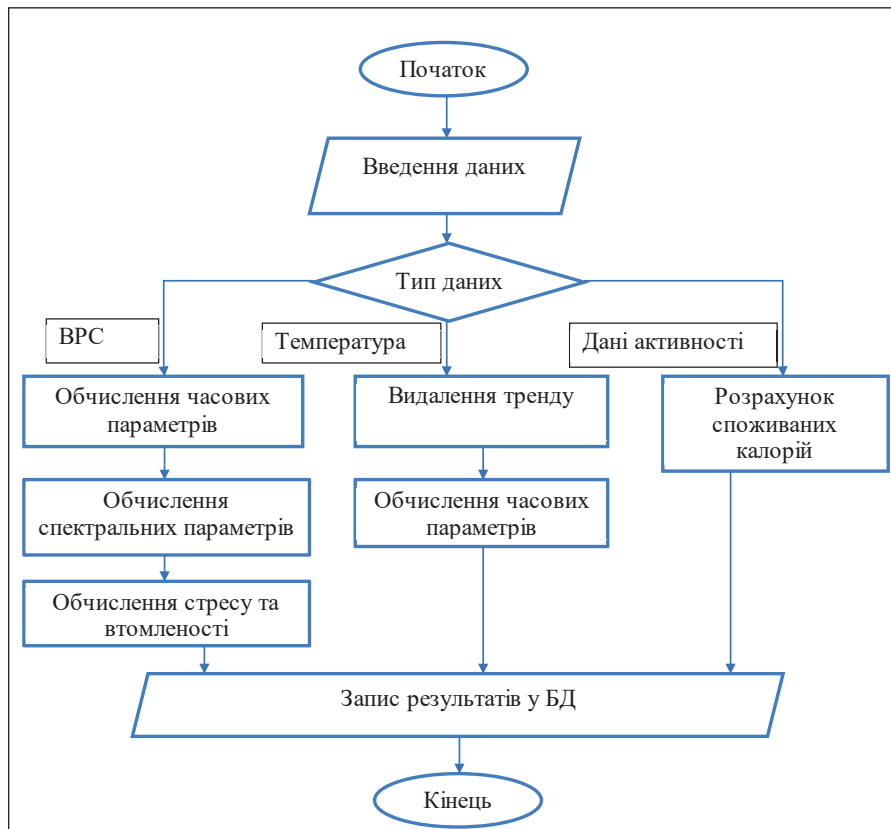 Початок
Введення даних
Тип даних
ВРС
Температура
Дані активності
Обчислення часових
параметрів
Видалення тренду
Розрахунок
споживаних
калорій
Обчислення
спектральних параметрів
Обчислення часових
параметрів
Обчислення стресу та
втомленості
Запис результатів у БД
Кінець